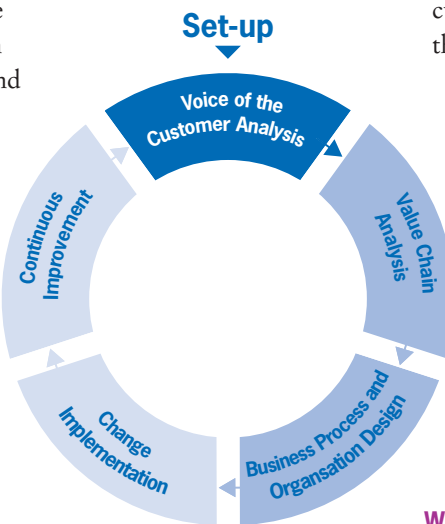 Set-up
Voice of the
Customer Analysis
Value Chain
Analysis
Business Process and
Organsation Design
Change
Implementation
Continuous
Improvement